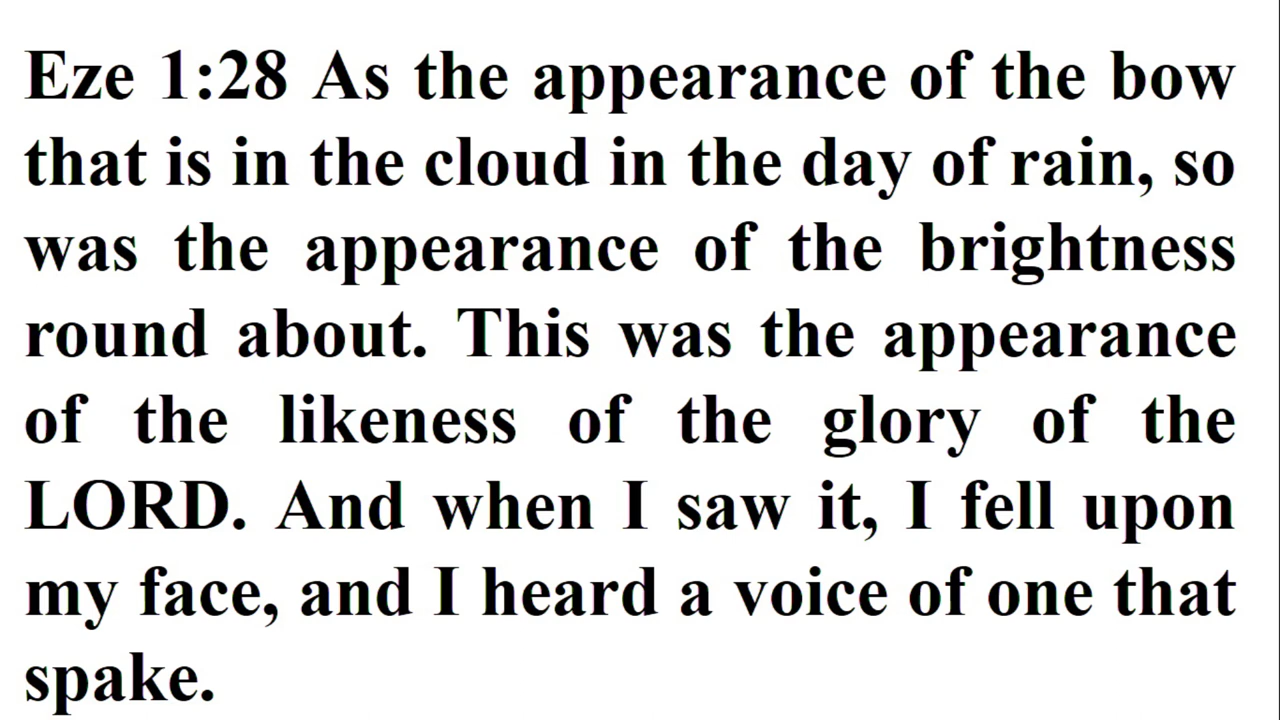 Eze 1:28 As the appearance of the bow
that is in the cloud in the day of rain, so
was the appearance of the brightness
round about. This was the appearance
of the likeness of the glory of the
LORD. And when I saw it, I fell upon
my face, and I heard a voice of one that
spake.